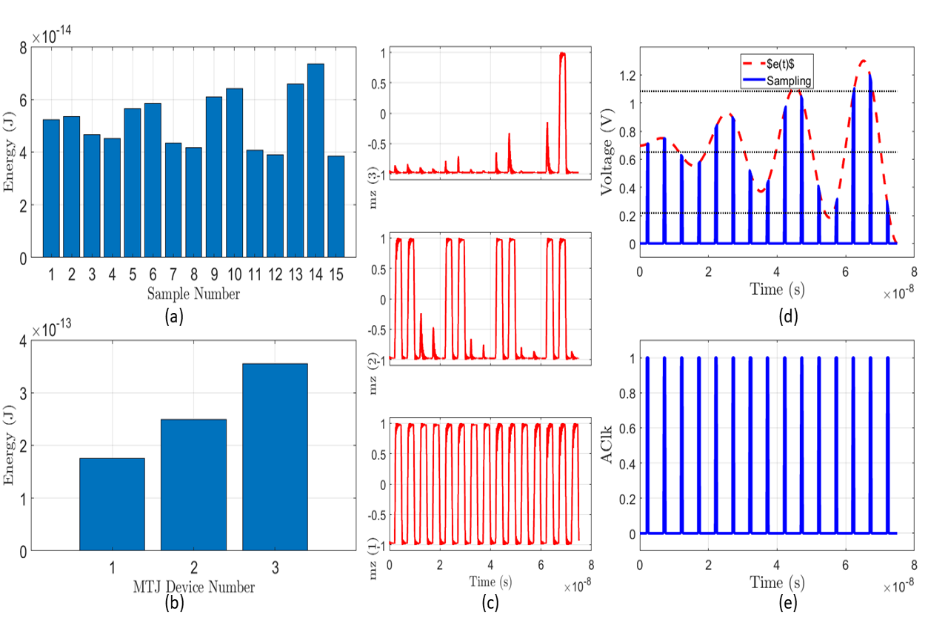 ×10-14
8
6
4
2
0
Energy (J)
1 2 3 4 5 6 7 8 9 10 11 12 13 14 15
Sample Number
(a)
×10-13
4
3
2
1
0
Energy (J)
1 2 3
MTJ Device Number
(b)
1
0.5
0
-0.5
-1
mz (3)
1
0.5
0
-0.5
-1
mz (2)
1
0.5
0
-0.5
-1
mz (1)
0 2 4 6 8
Time (s)
×10-8
(c)
$e(t)$
Sampling
1.2
1
0.8
0.6
0.4
0.2
0
Voltage (V)
0 2 4 6 8
Time (s)
×10-8
(d)
1
0.8
0.6
0.4
0.2
0
AClk
0 2 4 6 8
Time (s)
×10-8
(e)